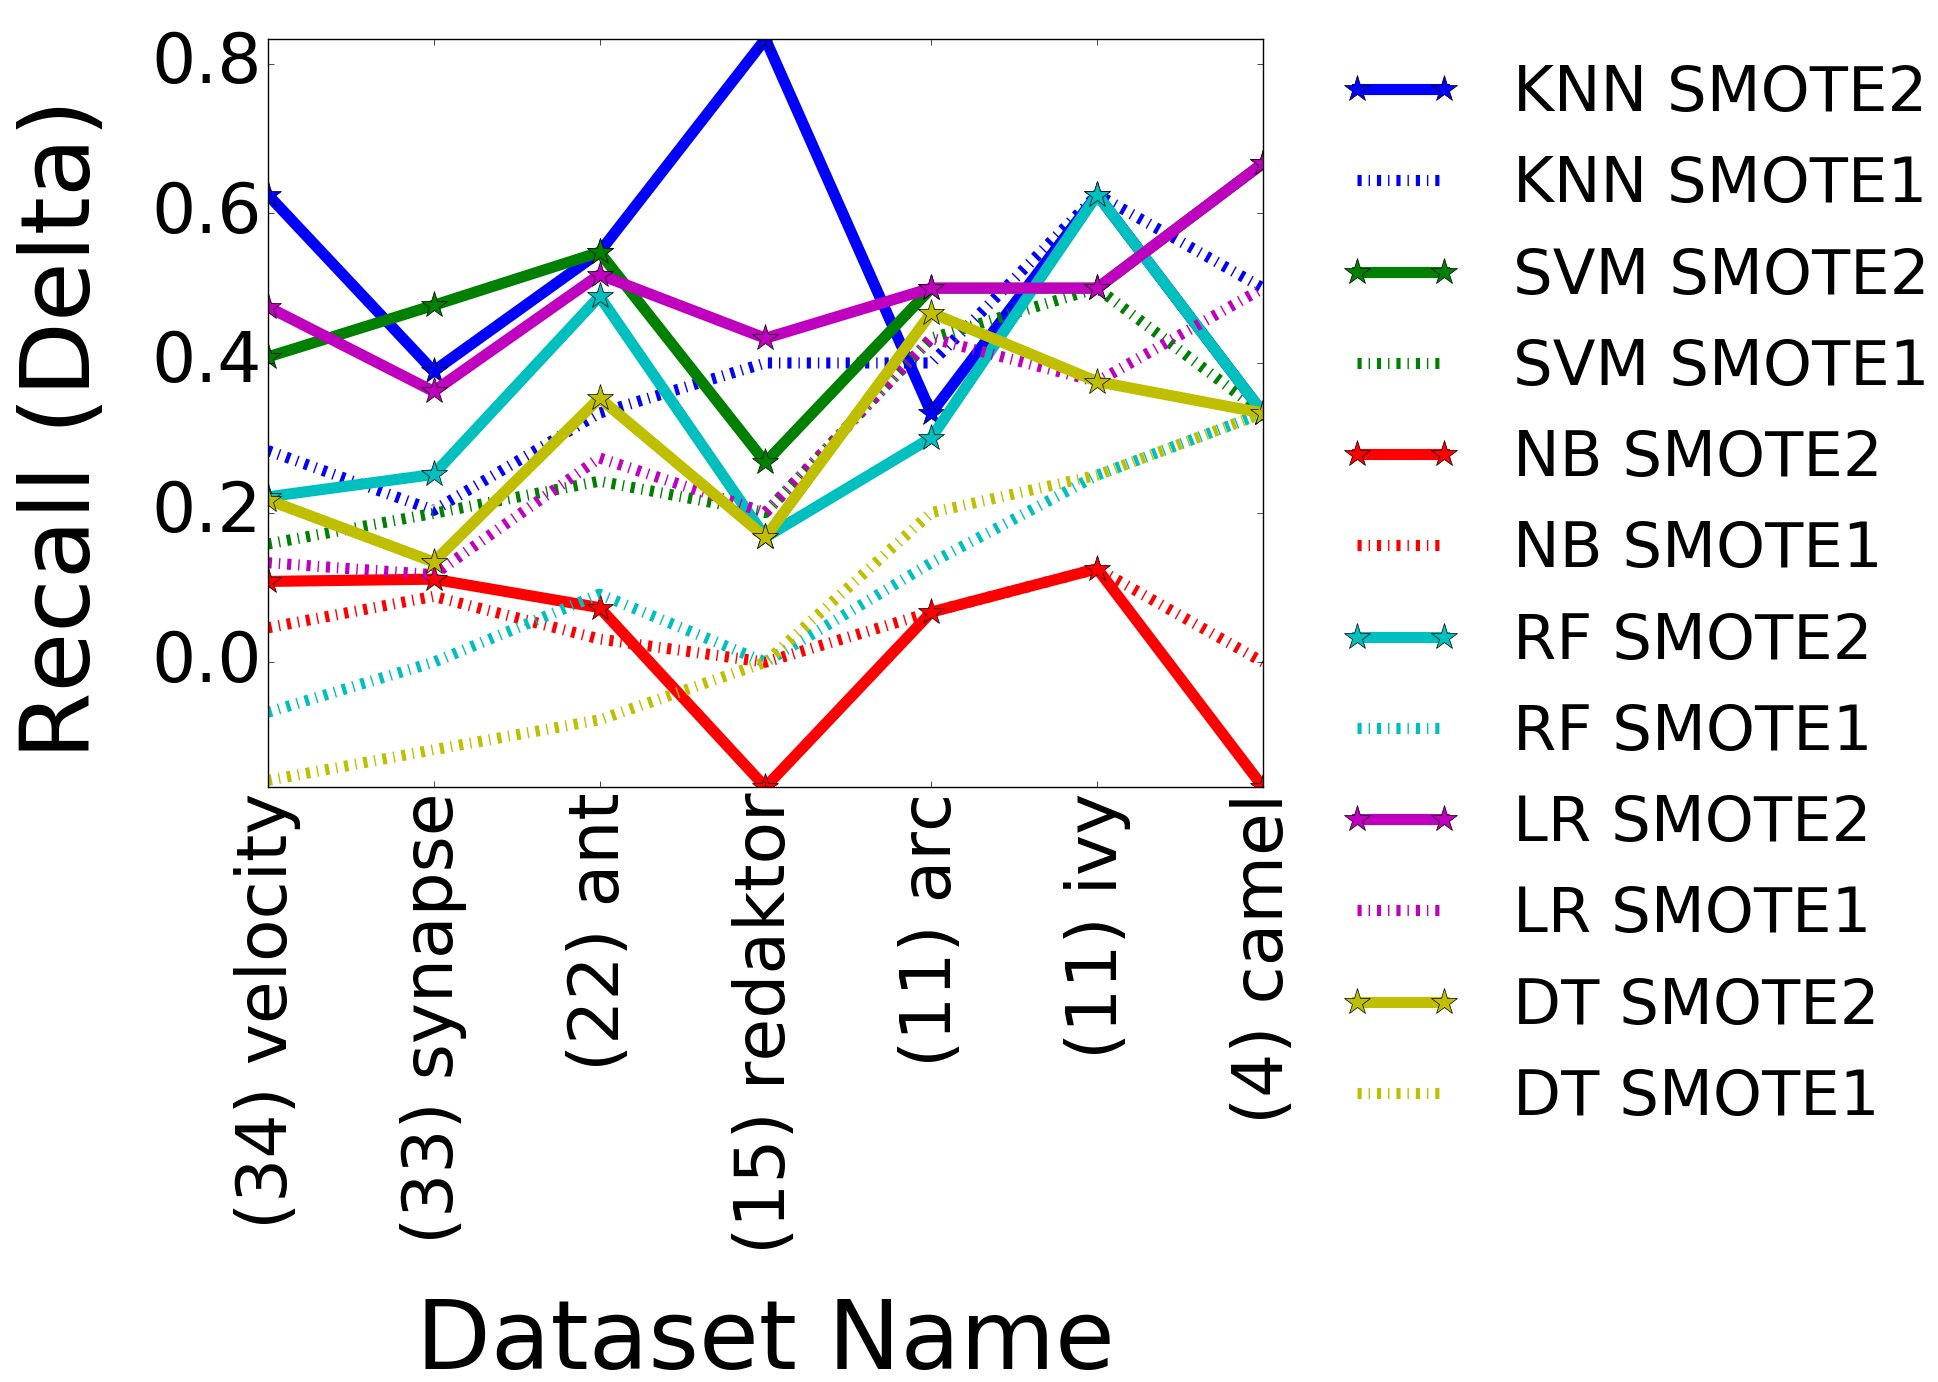 Recall (Delta)
0.8
0.6
0.4
0.2
0.0
(34) velocity
(33) synapse
(22) ant
(15) redaktor
(11) arc
(11) ivy
(4) camel
Dataset Name
KNN SMOTE2
KNN SMOTE1
SVM SMOTE2
SVM SMOTE1
NB SMOTE2
NB SMOTE1
RF SMOTE2
RF SMOTE1
LR SMOTE2
LR SMOTE1
DT SMOTE2
DT SMOTE1